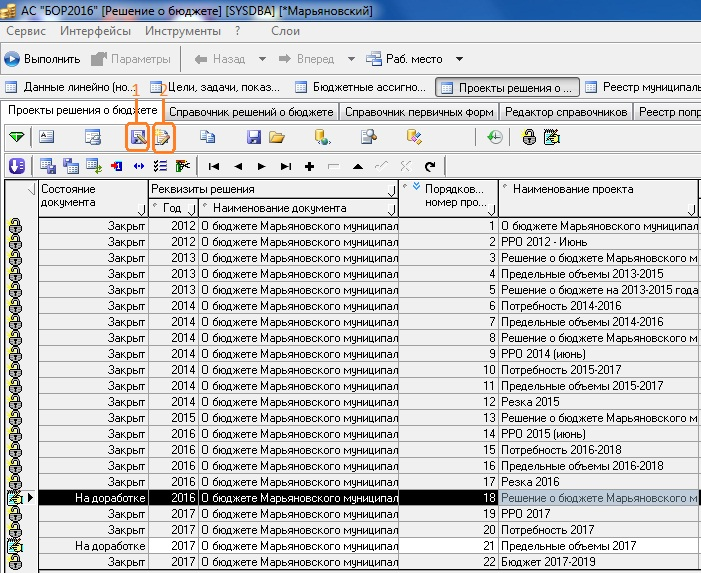 АС "БОР2016" [Решение о бюджете] [SYSDBA] [*Марьяновский]
Сервис Интерфейсы Инструменты ? Слои
Выполнить Параметры Назад Вперед Раб. место
Данные линейно (но... Цели, задачи, показ... Бюджетные ассигно... Проекты решения о ... Реестр муниципаль
1 2
Проекты решения о бюджете Справочник решений о бюджете Справочник первичных форм Редактор справочников Реестр попр
Состояние документа Реквизиты решения Порядков... номер про... Наименование проекта
Год Наименование документа
Закрыт 2012 О бюджете Марьяновского муниципал 1 О бюджете Марьяновского муниципал
Закрыт 2012 О бюджете Марьяновского муниципал 2 РРО 2012 - Июнь
Закрыт 2013 О бюджете Марьяновского муниципал 3 Решение о бюджете Марьяновского м
Закрыт 2013 О бюджете Марьяновского муниципал 4 Предельные объемы 2013-2015
Закрыт 2013 О бюджете Марьяновского муниципал 5 Решение о бюджете на 2013-2015 года
Закрыт 2014 О бюджете Марьяновского муниципал 6 Потребность 2014-2016
Закрыт 2014 О бюджете Марьяновского муниципал 7 Предельные объемы 2014-2016
Закрыт 2014 О бюджете Марьяновского муниципал 8 Решение о бюджете Марьяновского м
Закрыт 2014 О бюджете Марьяновского муниципал 9 РРО 2014 (июнь)
Закрыт 2014 О бюджете Марьяновского муниципал 10 Потребность 2015-2017
Закрыт 2014 О бюджете Марьяновского муниципал 11 Предельные объемы 2015-2017
Закрыт 2014 О бюджете Марьяновского муниципал 12 Резка 2015
Закрыт 2015 О бюджете Марьяновского муниципал 13 Решение о бюджете Марьяновского м
Закрыт 2016 О бюджете Марьяновского муниципал 14 РРО 2015 (июнь)
Закрыт 2016 О бюджете Марьяновского муниципал 15 Потребность 2016-2018
Закрыт 2016 О бюджете Марьяновского муниципал 16 Предельные объемы 2016-2018
Закрыт 2016 О бюджете Марьяновского муниципал 17 Резка 2016
На доработке 2016 О бюджете Марьяновского муниципал 18 Решение о бюджете Марьяновского м
Закрыт 2017 О бюджете Марьяновского муниципал 19 РРО 2017
Закрыт 2017 О бюджете Марьяновского муниципал 20 Потребность 2017
На доработке 2017 О бюджете Марьяновского муниципал 21 Предельные объемы 2017
Закрыт 2017 О бюджете Марьяновского муниципал 22 Бюджет 2017-2019